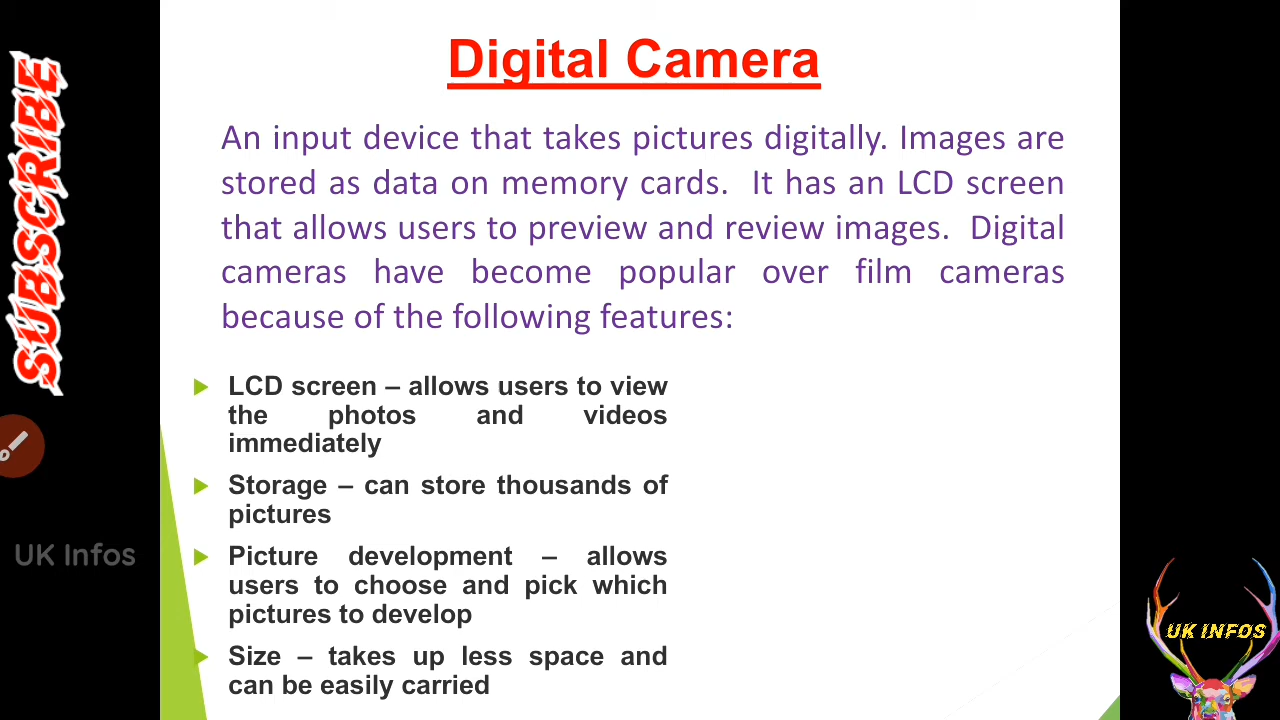 Digital Camera
An input device that takes pictures digitally. Images are
stored as data on memory cards. It has an LCD screen
that allows users to preview and review images. Digital
cameras have become popular over film cameras
because of the following features:
LCD screen – allows users to view
the photos and videos
immediately
Storage – can store thousands of
pictures
Picture development – allows
users to choose and pick which
pictures to develop
Size – takes up less space and
can be easily carried
SUBSCRIBE
UK Infos
UK INFOS